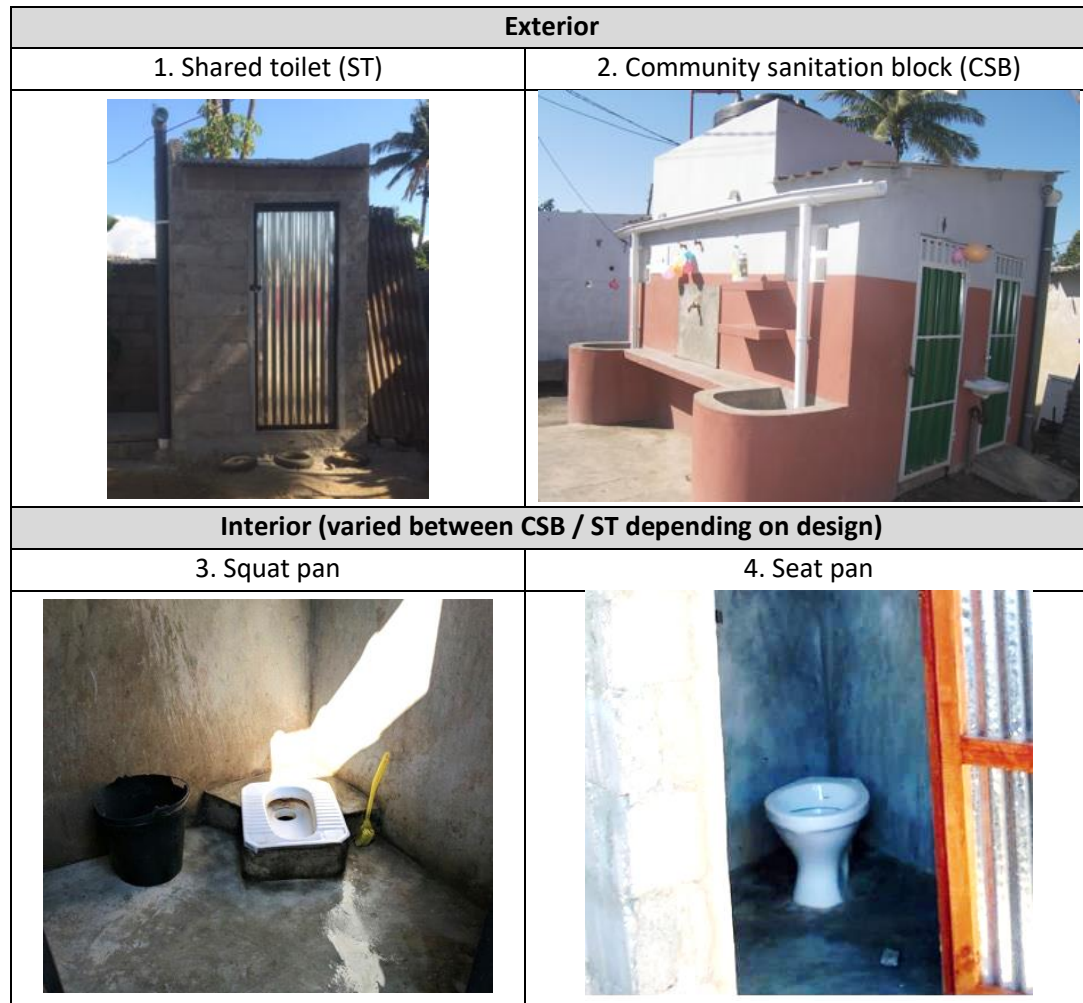 Exterior
1. Shared toilet (ST)
2. Community sanitation block (CSB)
Interior (varied between CSB / ST depending on design)
3. Squat pan
4. Seat pan